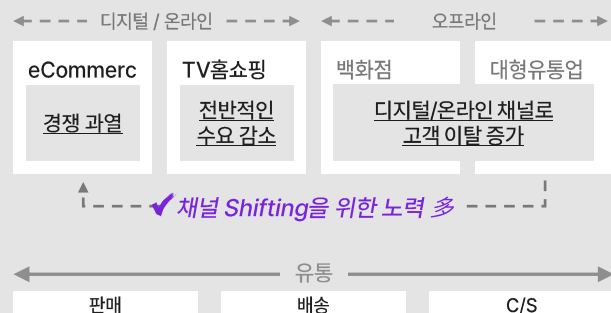 디지털 / 온라인
오프라인
eCommerc
TV홈쇼핑
백화점
대형유통업
경쟁 과열
전반적인
수요 감소
디지털/온라인 채널로
고객 이탈 증가
채널 Shifting을 위한 노력 多
유통
판매
배송
C/S